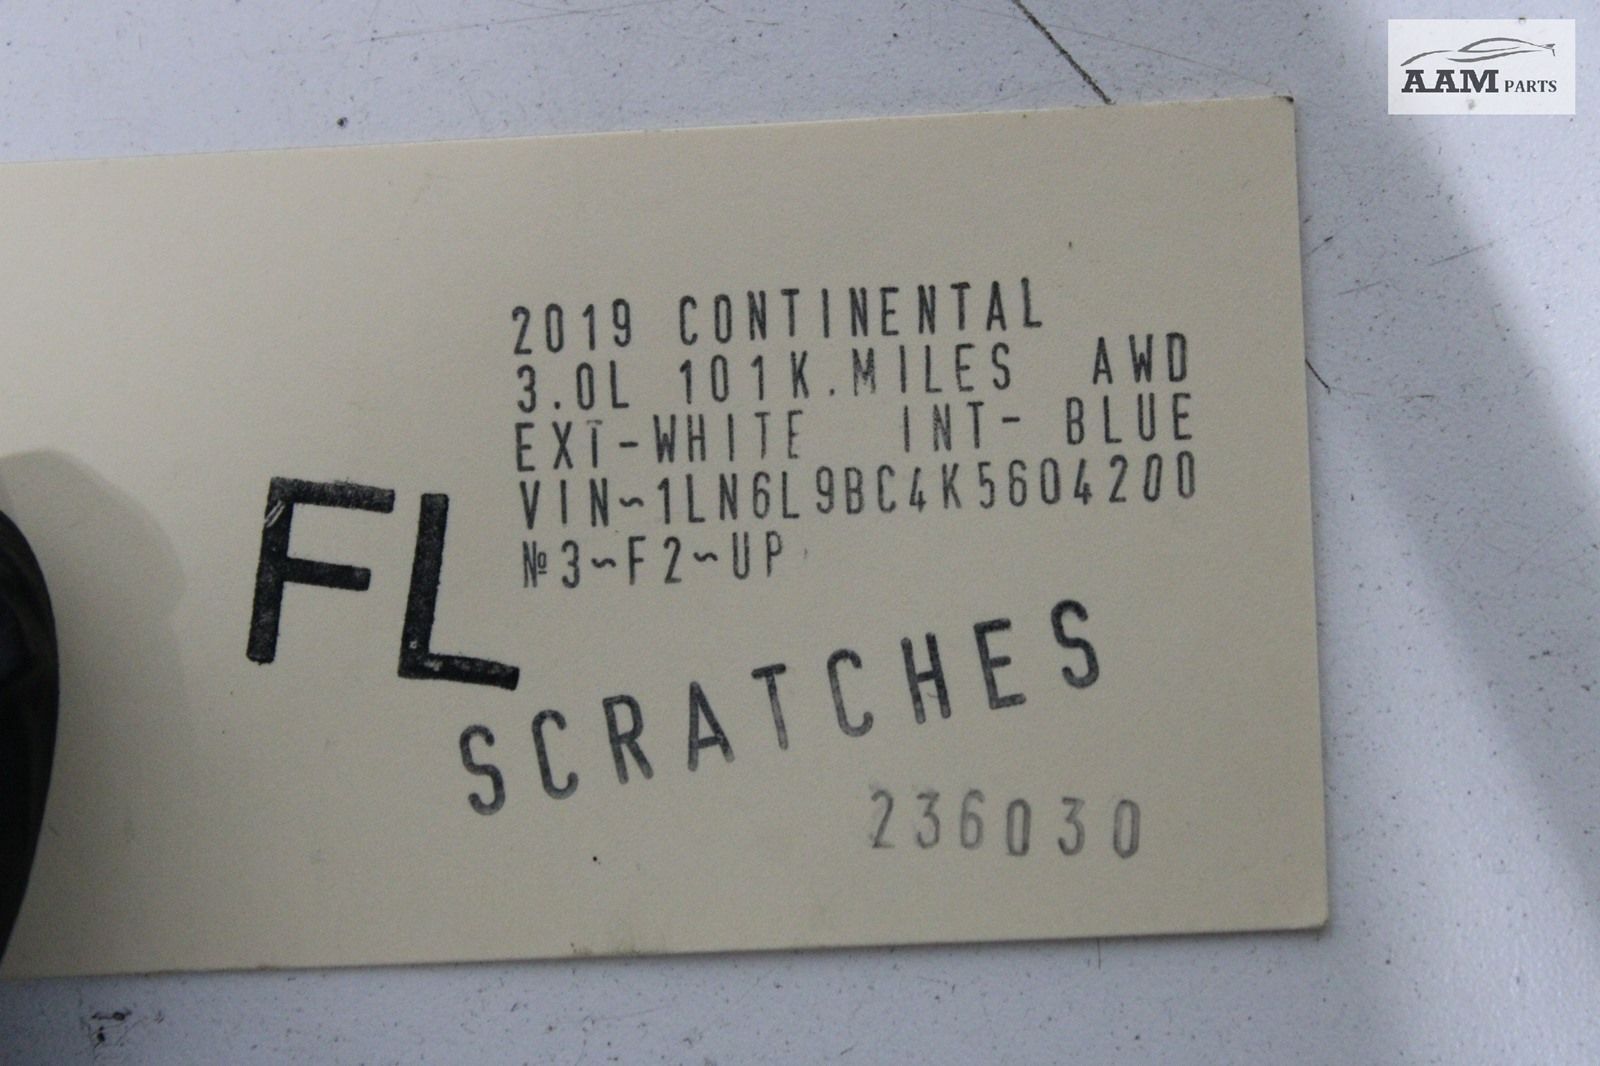 AAM PARTS
2019 CONTINENTAL
3.0L 101K.MILES AWD
EXT-WHITE INT- BLUE
VIN~1LN6L9BC4K5604200
№3~F2~UP
FL
SCRATCHES
236030